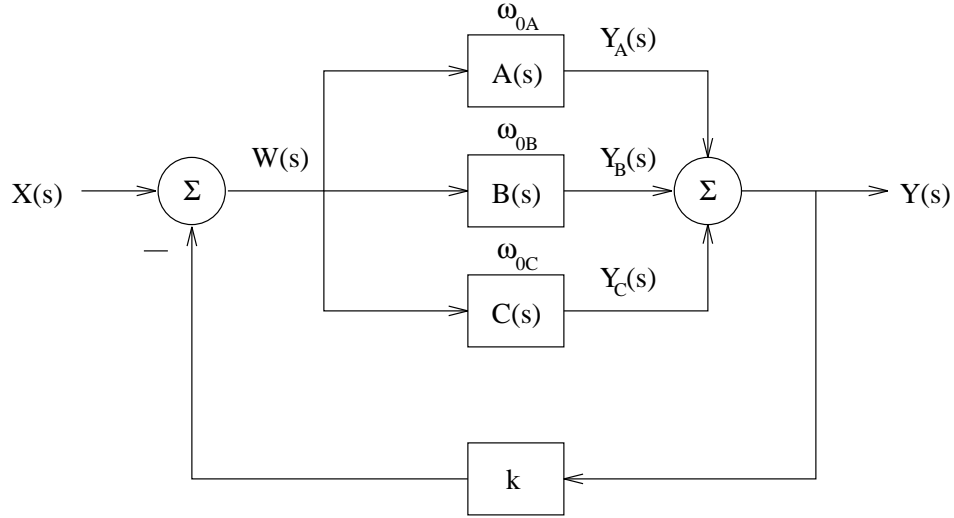 ω0A
A(s)
YA(s)
ω0B
X(s)
Σ
W(s)
B(s)
YB(s)
Σ
Y(s)
—
ω0C
C(s)
YC(s)
k